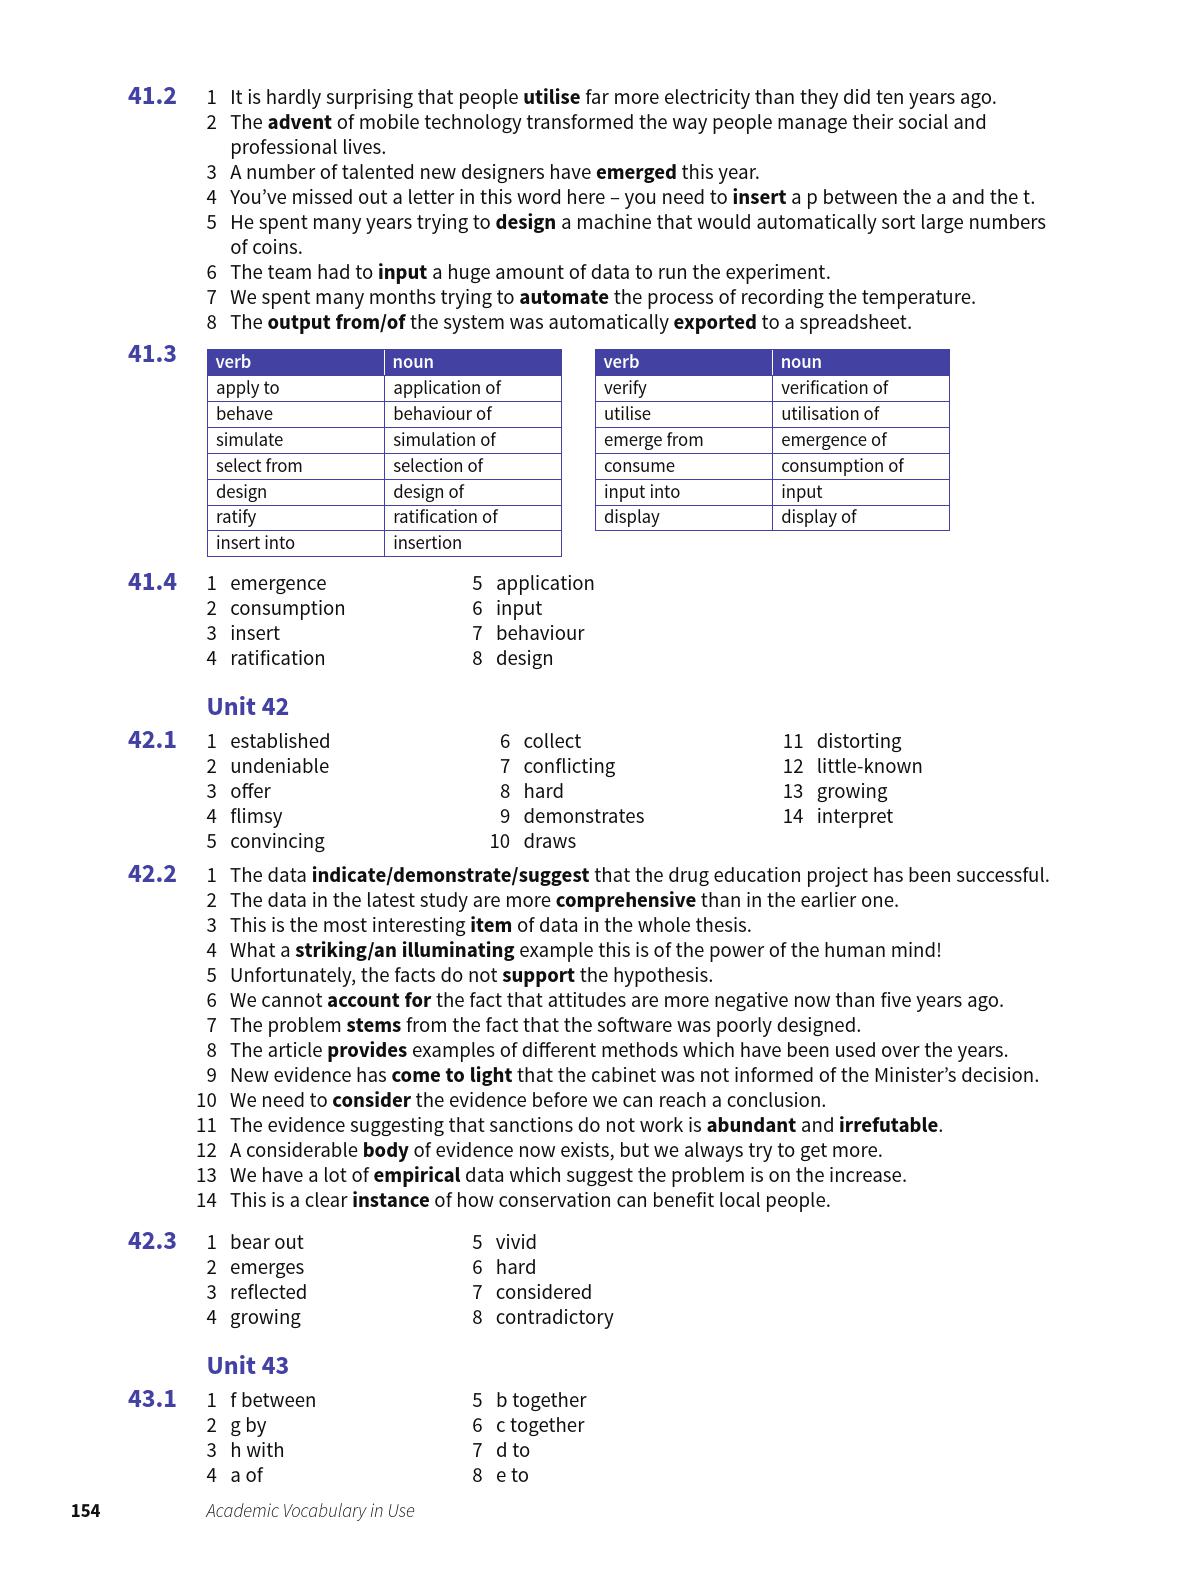 41.2 1 It is hardly surprising that people utilise far more electricity than they did ten years ago.
2 The advent of mobile technology transformed the way people manage their social and
professional lives.
3 A number of talented new designers have emerged this year.
4 You’ve missed out a letter in this word here – you need to insert a p between the a and the t.
5 He spent many years trying to design a machine that would automatically sort large numbers
of coins.
6 The team had to input a huge amount of data to run the experiment.
7 We spent many months trying to automate the process of recording the temperature.
8 The output from/of the system was automatically exported to a spreadsheet.
41.3
verb noun
apply to application of
behave behaviour of
simulate simulation of
select from selection of
design design of
ratify ratification of
insert into insertion
verb noun
verify verification of
utilise utilisation of
emerge from emergence of
consume consumption of
input into input
display display of
41.4 1 emergence 5 application
2 consumption 6 input
3 insert 7 behaviour
4 ratification 8 design
Unit 42
42.1 1 established 6 collect 11 distorting
2 undeniable 7 conflicting 12 little-known
3 offer 8 hard 13 growing
4 flimsy 9 demonstrates 14 interpret
5 convincing 10 draws
42.2 1 The data indicate/demonstrate/suggest that the drug education project has been successful.
2 The data in the latest study are more comprehensive than in the earlier one.
3 This is the most interesting item of data in the whole thesis.
4 What a striking/an illuminating example this is of the power of the human mind!
5 Unfortunately, the facts do not support the hypothesis.
6 We cannot account for the fact that attitudes are more negative now than five years ago.
7 The problem stems from the fact that the software was poorly designed.
8 The article provides examples of different methods which have been used over the years.
9 New evidence has come to light that the cabinet was not informed of the Minister’s decision.
10 We need to consider the evidence before we can reach a conclusion.
11 The evidence suggesting that sanctions do not work is abundant and irrefutable.
12 A considerable body of evidence now exists, but we always try to get more.
13 We have a lot of empirical data which suggest the problem is on the increase.
14 This is a clear instance of how conservation can benefit local people.
42.3 1 bear out 5 vivid
2 emerges 6 hard
3 reflected 7 considered
4 growing 8 contradictory
Unit 43
43.1 1 f between 5 b together
2 g by 6 c together
3 h with 7 d to
4 a of 8 e to
154 Academic Vocabulary in Use